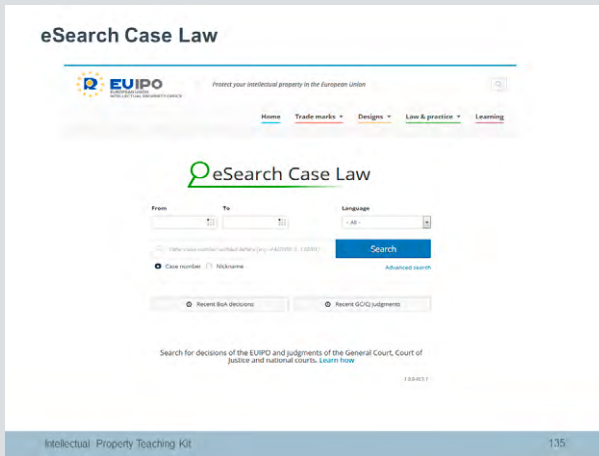 eSearch Case Law
EUIPO
EUROPEAN UNION
INTELLECTUAL PROPERTY OFFICE
Protect your intellectual property in the European Union
Home Trade marks Designs Law & practice Learning
eSearch Case Law
From To Language
- All -
Search
Case number Nickname Advanced search
Recent BoA decisions Recent GC/CJ judgments
Search for decisions of the EUIPO and judgments of the General Court, Court of
Justice and national courts. Learn how
Intellectual Property Teaching Kit 135